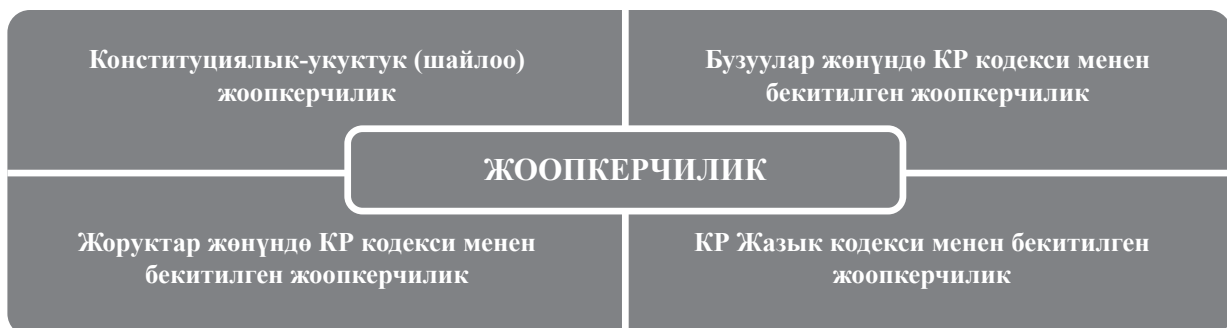 Конституциялык-укуктук (шайлоо)
жоопкерчилик
Бузуулар жөнүндө КР кодекси менен
бекитилген жоопкерчилик
ЖООПКЕРЧИЛИК
Жоруктар жөнүндө КР кодекси менен
бекитилген жоопкерчилик
КР Жазык кодекси менен бекитилген
жоопкерчилик